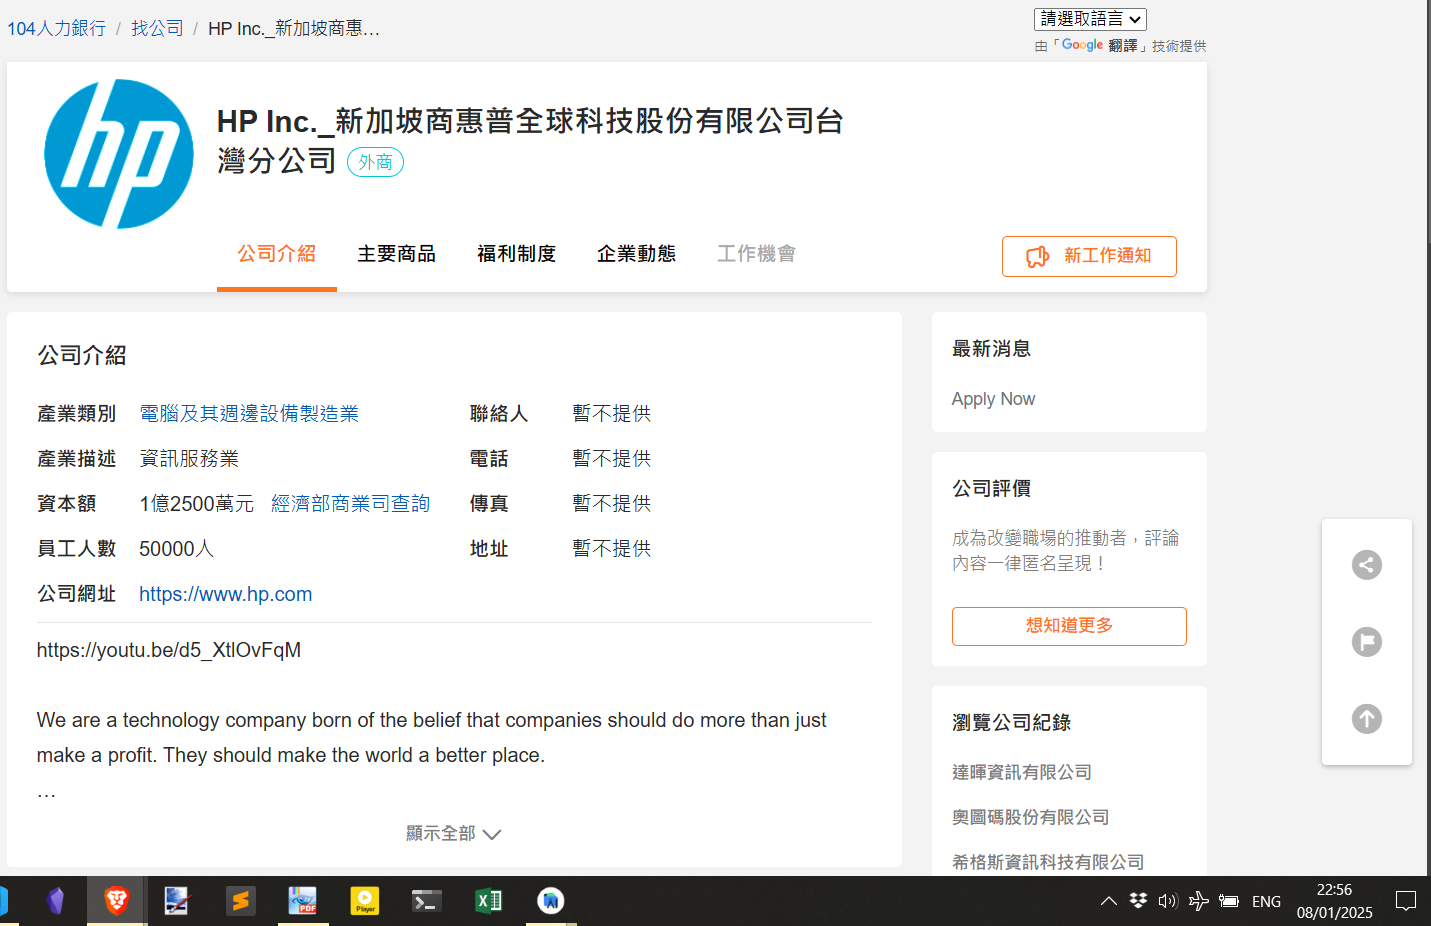 104人力銀行 / 找公司 / HP Inc._新加坡商惠...
請選取語言
由「Google 翻譯」技術提供
hp
HP Inc._新加坡商惠普全球科技股份有限公司台
灣分公司 外商
公司介紹 主要商品 福利制度 企業動態 工作機會
新工作通知
公司介紹
產業類別 電腦及其週邊設備製造業 聯絡人 暫不提供
產業描述 資訊服務業 電話 暫不提供
資本額 1億2500萬元 經濟部商業司查詢 傳真 暫不提供
員工人數 50000人 地址 暫不提供
公司網址 https://www.hp.com
https://youtu.be/d5_XtlOvFqM
We are a technology company born of the belief that companies should do more than just
make a profit. They should make the world a better place.
...
顯示全部
最新消息
Apply Now
公司評價
成為改變職場的推動者，評論
內容一律匿名呈現！
想知道更多
瀏覽公司紀錄
達暉資訊有限公司
奧圖碼股份有限公司
希格斯資訊科技有限公司
PDF
Player
ENG
22:56
08/01/2025